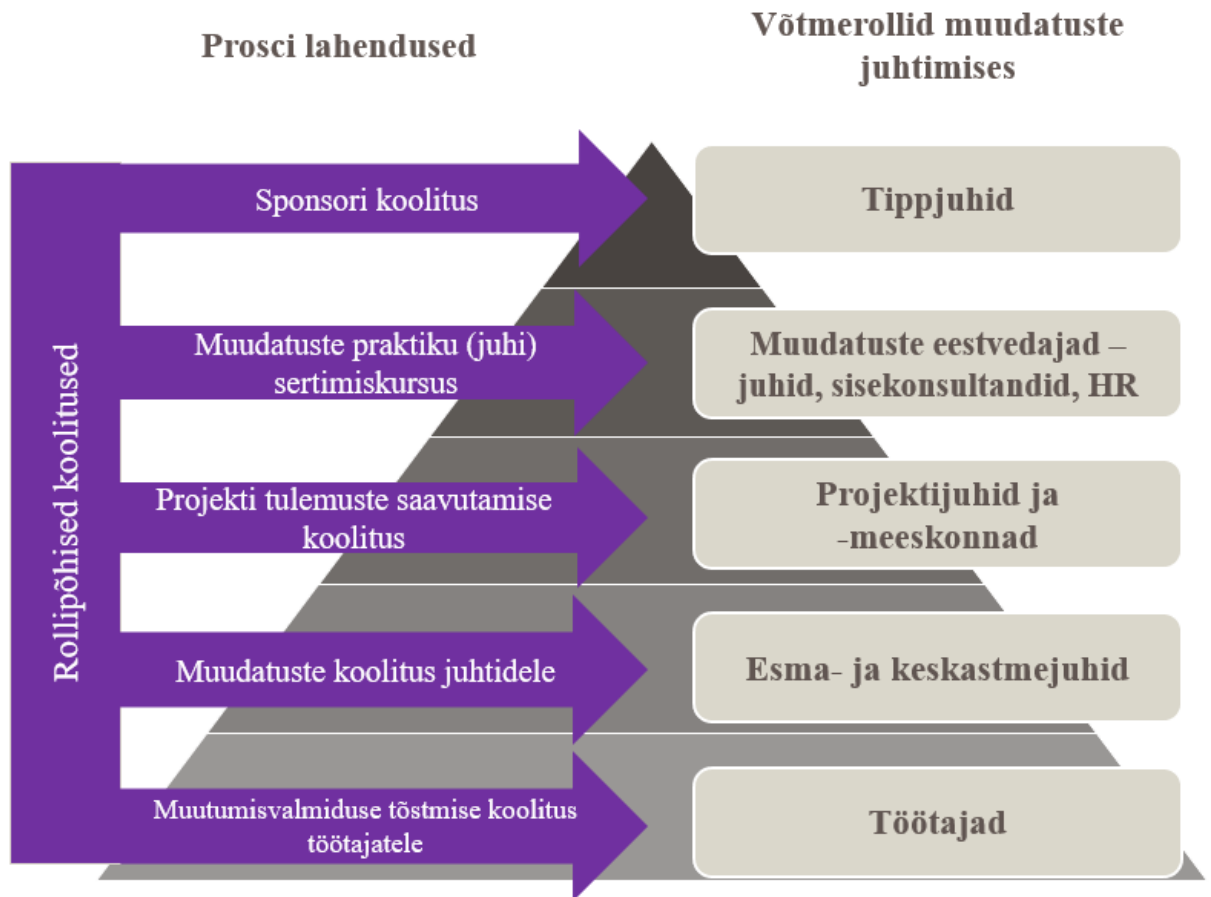 Prosci lahendused
Võtmerollid muudatuste
juhtimises
Rollipõhised koolitused
Sponsori koolitus
Tippjuhid
Muudatuste praktiku (juhi)
sertimiskursus
Muudatuste eestvedajad –
juhid, sisekonsultandid, HR
Projekti tulemuste saavutamise
koolitus
Projektijuhid ja
-meeskonnad
Muudatuste koolitus juhtidele
Esma- ja keskastmejuhid
Muutumisvalmiduse tõstmise koolitus
töötajatele
Töötajad